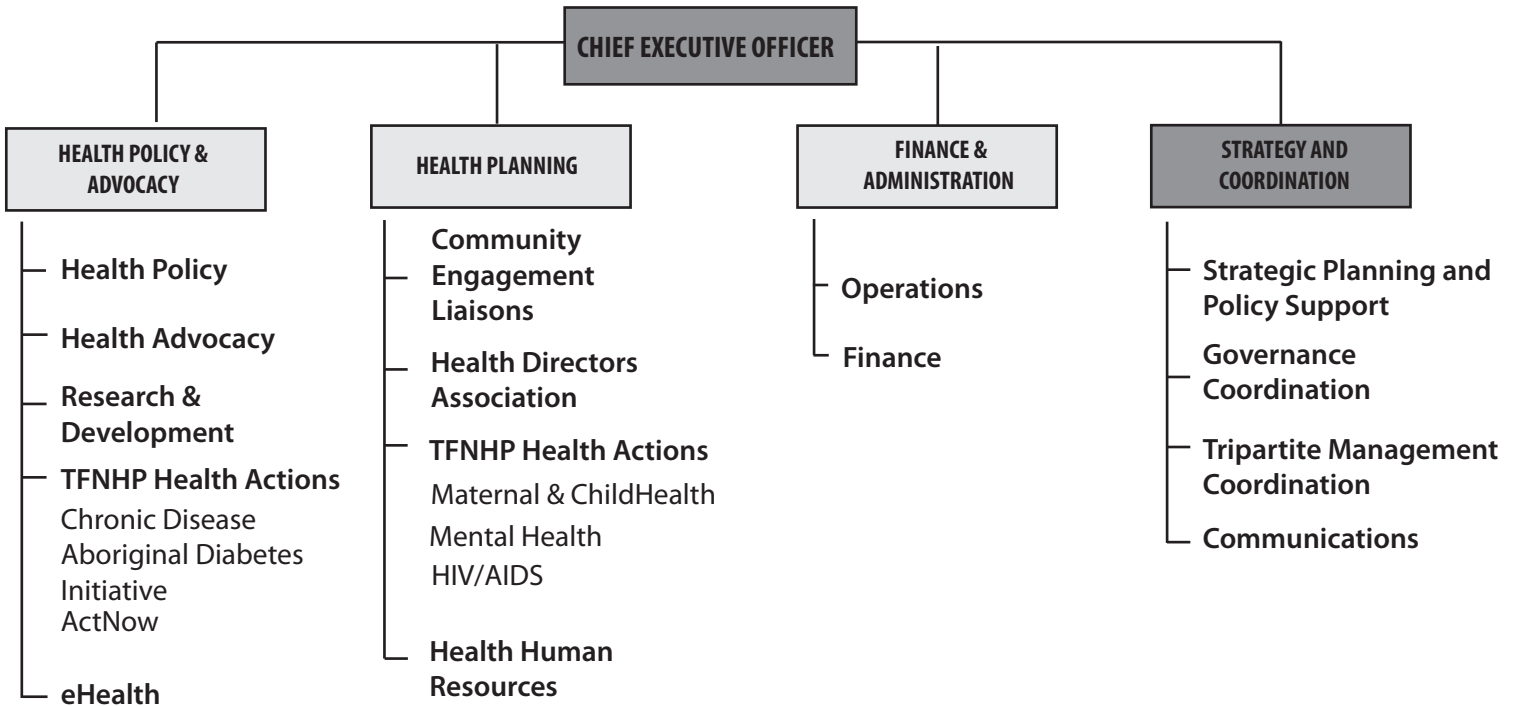 CHIEF EXECUTIVE OFFICER
HEALTH POLICY &
ADVOCACY
Health Policy
Health Advocacy
Research &
Development
TFNHP Health Actions
Chronic Disease
Aboriginal Diabetes
Initiative
ActNow
eHealth
HEALTH PLANNING
Community
Engagement
Liaisons
Health Directors
Association
TFNHP Health Actions
Maternal & ChildHealth
Mental Health
HIV/AIDS
Health Human
Resources
FINANCE &
ADMINISTRATION
Operations
Finance
STRATEGY AND
COORDINATION
Strategic Planning and
Policy Support
Governance
Coordination
Tripartite Management
Coordination
Communications